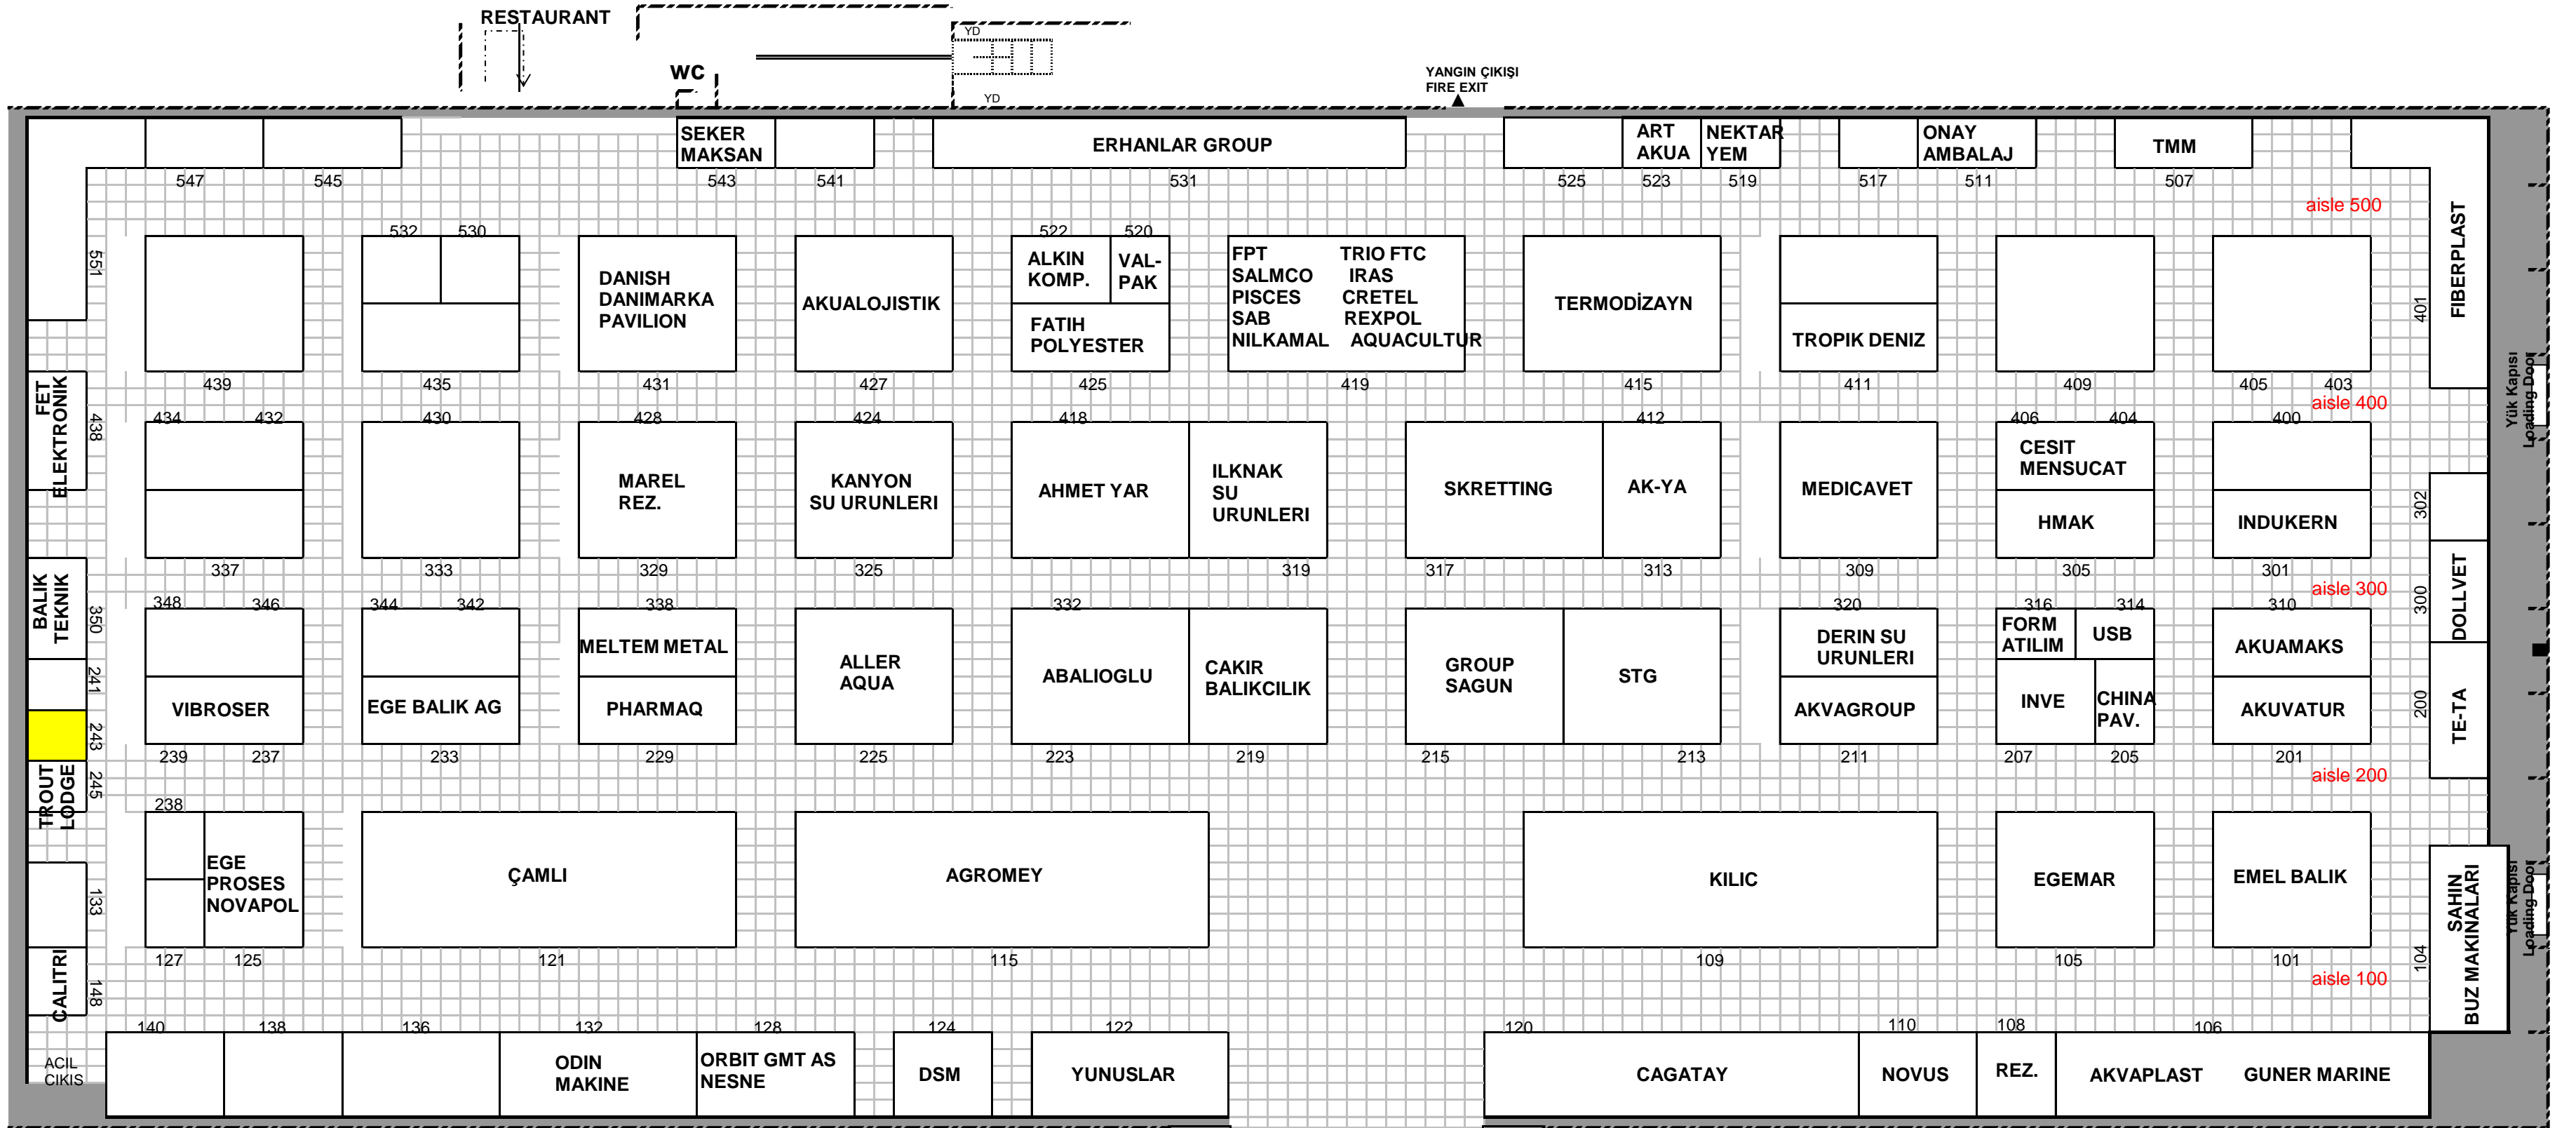 RESTAURANT
YD
WC
YANGIN ÇIKIŞI
FIRE EXIT
YD
SEKER
MAKSAN
ERHANLAR GROUP
ART
AKUA
NEKTAR
YEM
ONAY
AMBALAJ
TMM
547
545
543
541
531
525
523
519
517
511
507
aisle 500
FIBERPLAST
532
530
522
520
551
DANISH
DANIMARKA
PAVILION
AKUALOJISTIK
ALKIN
KOMP.
VAL-
PAK
FATIH
POLYESTER
FPT TRIO FTC
SALMCO IRAS
PISCES CRETEL
SAB REXPOL
NILKAMAL AQUACULTUR
TERMODİZAYN
TROPIK DENIZ
401
439
435
431
427
425
419
415
411
409
405
403
aisle 400
Yük Kapısı
Loading Door
FET
ELEKTRONIK
438
434
432
430
428
424
418
412
406
404
400
MAREL
REZ.
KANYON
SU URUNLERI
AHMET YAR
ILKNAK
SU
URUNLERI
SKRETTING
AK-YA
MEDICAVET
CESIT
MENSUCAT
HMAK
INDUKERN
302
337
333
329
325
319
317
313
309
305
301
aisle 300
BALIK
TEKNIK
350
348
346
344
342
338
332
320
316
314
310
300
DOLLVET
MELTEM METAL
ALLER
AQUA
ABALIOGLU
CAKIR
BALIKCILIK
GROUP
SAGUN
STG
DERIN SU
URUNLERI
FORM
ATILIM
USB
AKUAMAKS
241
VIBROSER
EGE BALIK AG
PHARMAQ
AKVAGROUP
INVE
CHINA
PAV.
AKUVATUR
200
TE-TA
243
239
237
233
229
225
223
219
215
213
211
207
205
201
aisle 200
TROUT
LODGE
245
238
EGE
PROSES
NOVAPOL
ÇAMLI
AGROMEY
KILIC
EGEMAR
EMEL BALIK
SAHIN
BUZ MAKINALARI
Yük Kapısı
Loading Door
133
127
125
121
115
109
105
101
104
aisle 100
CALITRI
148
140
138
136
132
128
124
122
120
110
108
106
ACIL
CIKIS
ODIN
MAKINE
ORBIT GMT AS
NESNE
DSM
YUNUSLAR
CAGATAY
NOVUS
REZ.
AKVAPLAST
GUNER MARINE